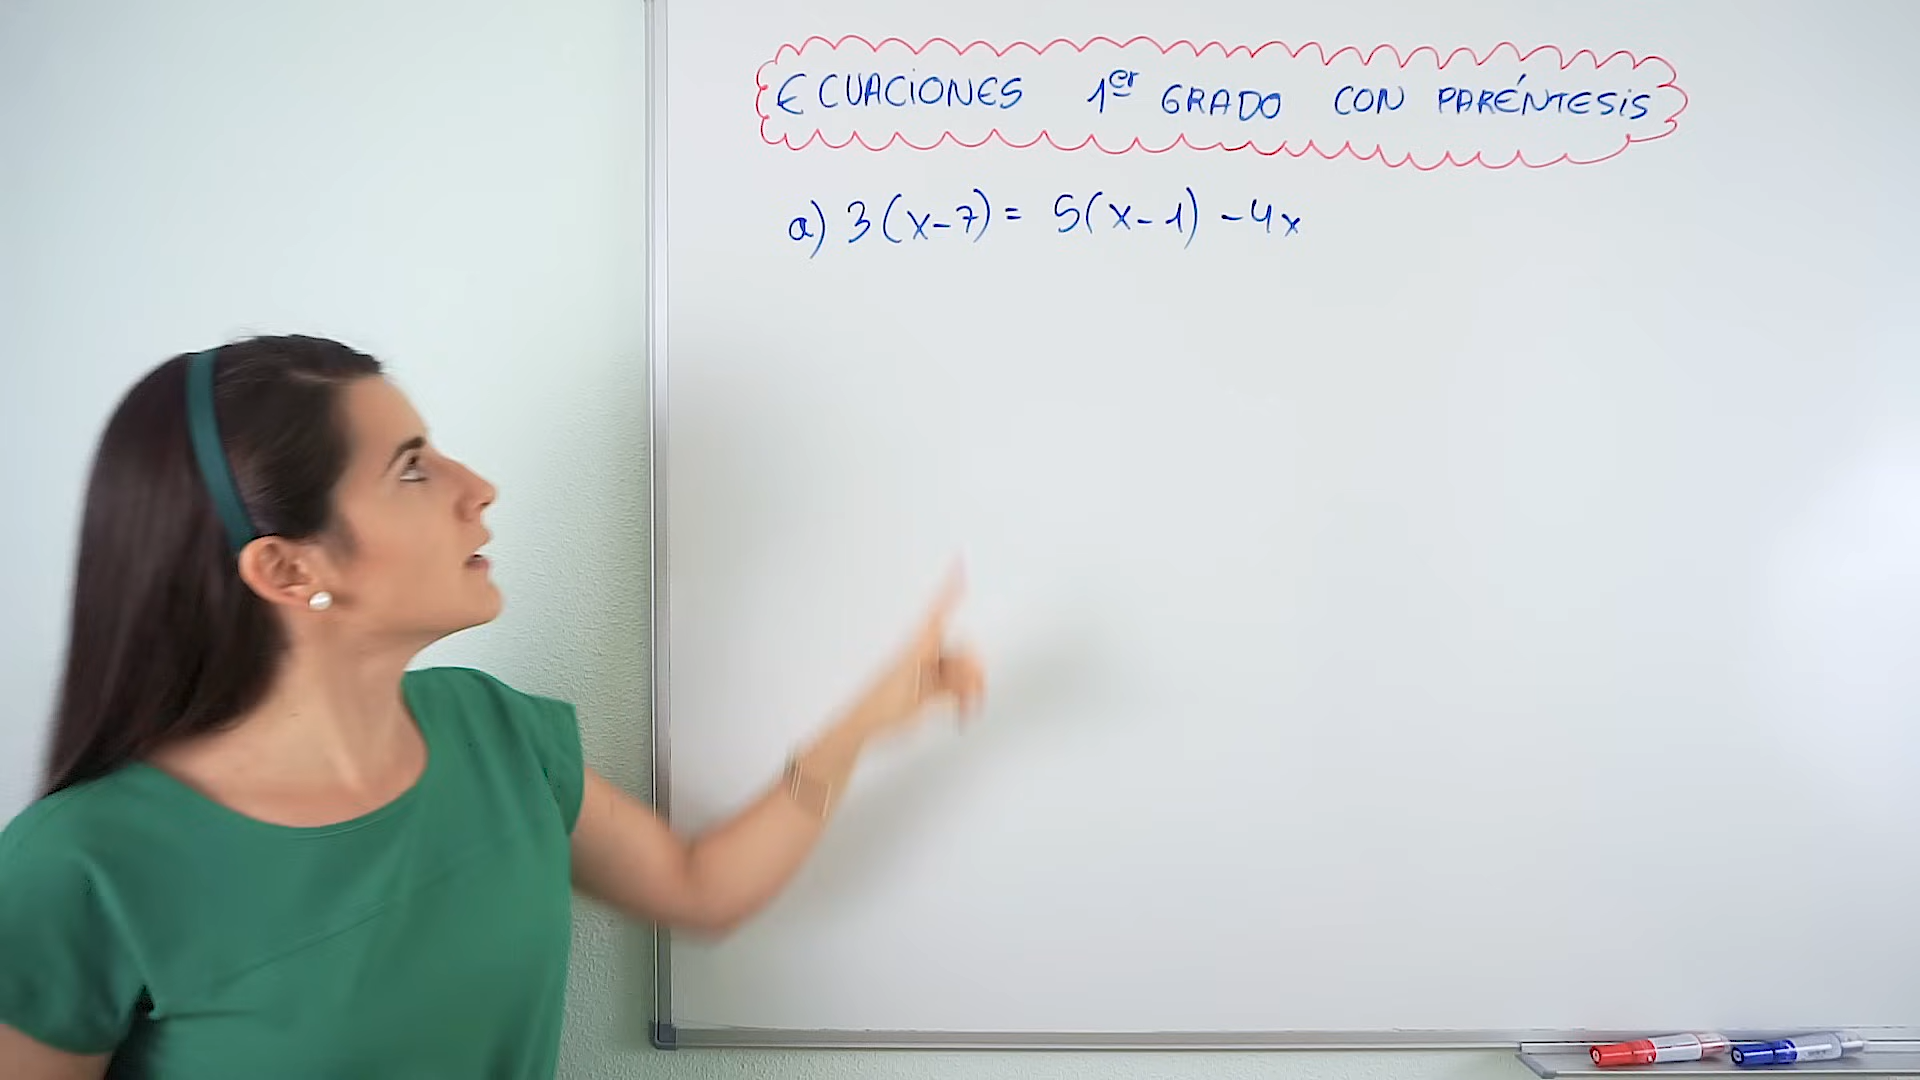 ECUACIONES 1er GRADO CON PARÉNTESIS
a) 3(x-7) = 5(x-1) -4x